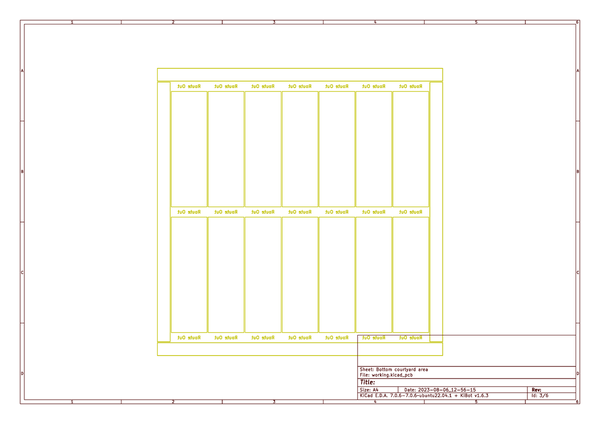 1 2 3 4 5 6
A A
Route Out Route Out Route Out Route Out Route Out Route Out Route Out
B B
Route Out Route Out Route Out Route Out Route Out Route Out Route Out
C C
Route Out Route Out Route Out Route Out Route Out Route Out Route Out
Sheet: Bottom courtyard area
File: working.kicad_pcb
D D
Title:
Size: A4 Date: 2023-08-06_12-56-15 Rev:
KiCad E.D.A. 7.0.6-7.0.6~ubuntu22.04.1 + KiBot v1.6.3 Id: 3/6
1 2 3 4 5 6